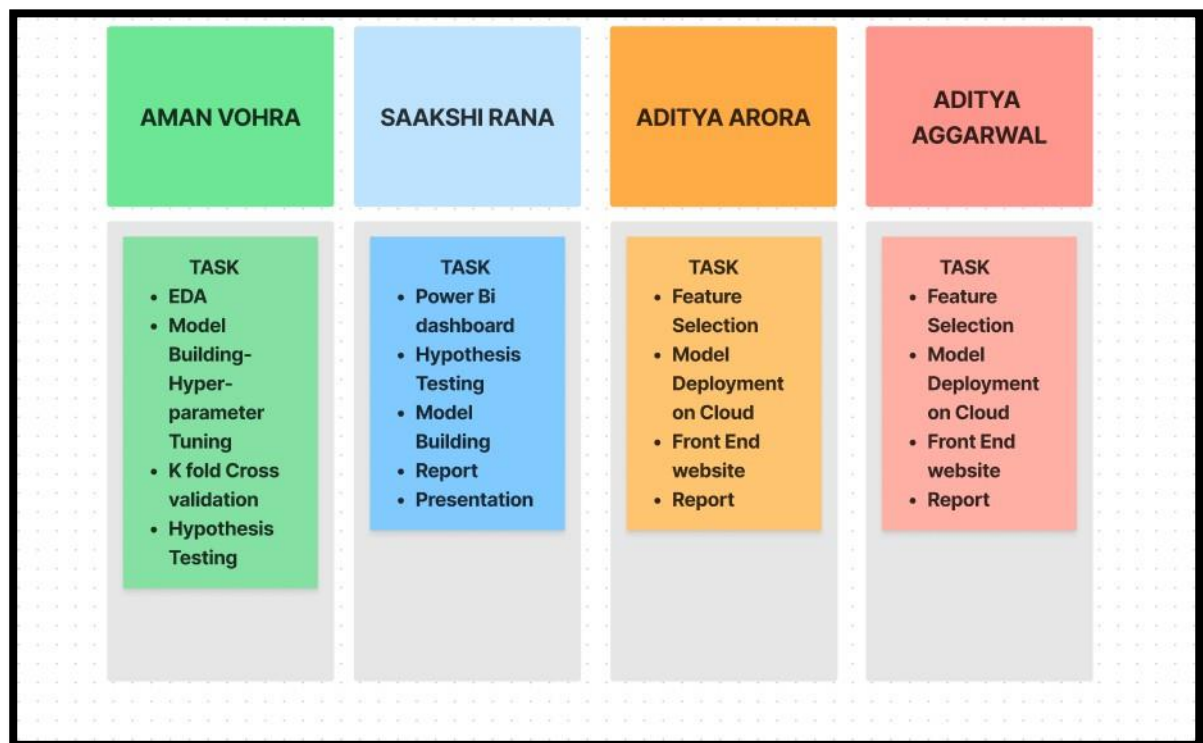 AMAN VOHRA
SAAKSHI RANA
ADITYA ARORA
ADITYA
AGGARWAL
TASK
• EDA
• Model
Building-
Hyper-
parameter
Tuning
• K fold Cross
validation
• Hypothesis
Testing
TASK
• Power Bi
dashboard
• Hypothesis
Testing
• Model
Building
• Report
• Presentation
TASK
• Feature
Selection
• Model
Deployment
on Cloud
• Front End
website
• Report
TASK
• Feature
Selection
• Model
Deployment
on Cloud
• Front End
website
• Report